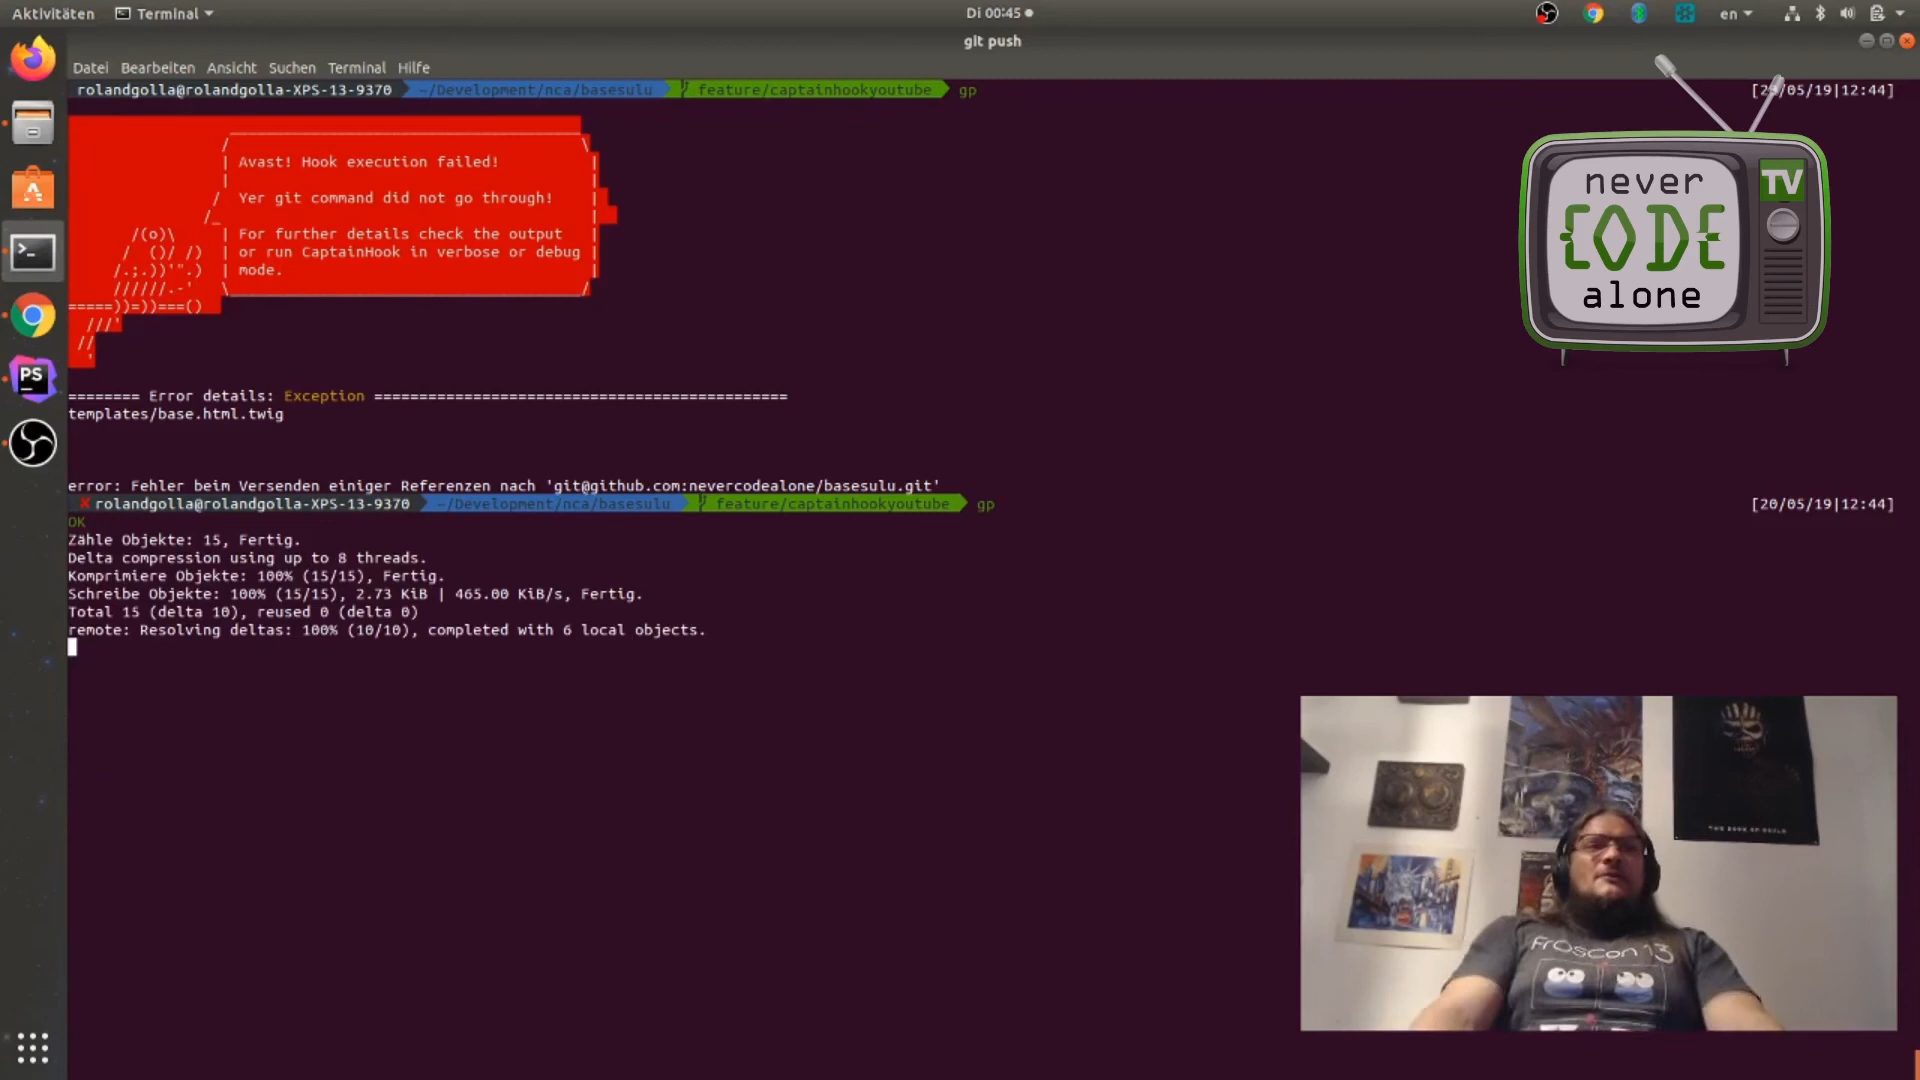 Aktivitäten Terminal Di 00:45 en
git push
Datei Bearbeiten Ansicht Suchen Terminal Hilfe
rolandgolla@rolandgolla-XPS-13-9370 ~/Development/nca/basesulu feature/captainhookyoutube gp
Avast! Hook execution failed!
Yer git command did not go through!
For further details check the output
or run CaptainHook in verbose or debug
mode.
======== Error details: Exception ==============================================
templates/base.html.twig
error: Fehler beim Versenden einiger Referenzen nach 'git@github.com:nevercodealone/basesulu.git'
rolandgolla@rolandgolla-XPS-13-9370 ~/Development/nca/basesulu feature/captainhookyoutube gp [20/05/19|12:44]
OK
Zähle Objekte: 15, Fertig.
Delta compression using up to 8 threads.
Komprimiere Objekte: 100% (15/15), Fertig.
Schreibe Objekte: 100% (15/15), 2.73 KiB | 465.00 KiB/s, Fertig.
Total 15 (delta 10), reused 0 (delta 0)
remote: Resolving deltas: 100% (10/10), completed with 6 local objects.
never
CODE
alone
TV
PS
FrOSCon 13
THE BOOK OF SOULS